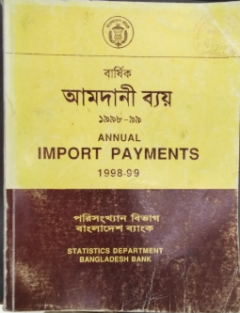 বার্ষিক
আমদানী ব্যয়
১৯৯৮-৯৯
ANNUAL
IMPORT PAYMENTS
1998-99
পরিসংখ্যান বিভাগ
বাংলাদেশ ব্যাংক
STATISTICS DEPARTMENT
BANGLADESH BANK